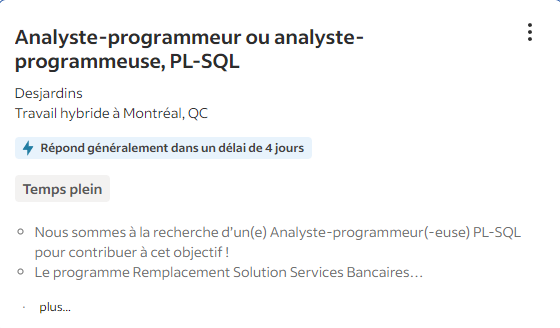 Analyste-programmeur ou analyste-
programmeuse, PL-SQL
Desjardins
Travail hybride à Montréal, QC
Répond généralement dans un délai de 4 jours
Temps plein
Nous sommes à la recherche d'un(e) Analyste-programmeur(-euse) PL-SQL
pour contribuer à cet objectif !
Le programme Remplacement Solution Services Bancaires…
plus...